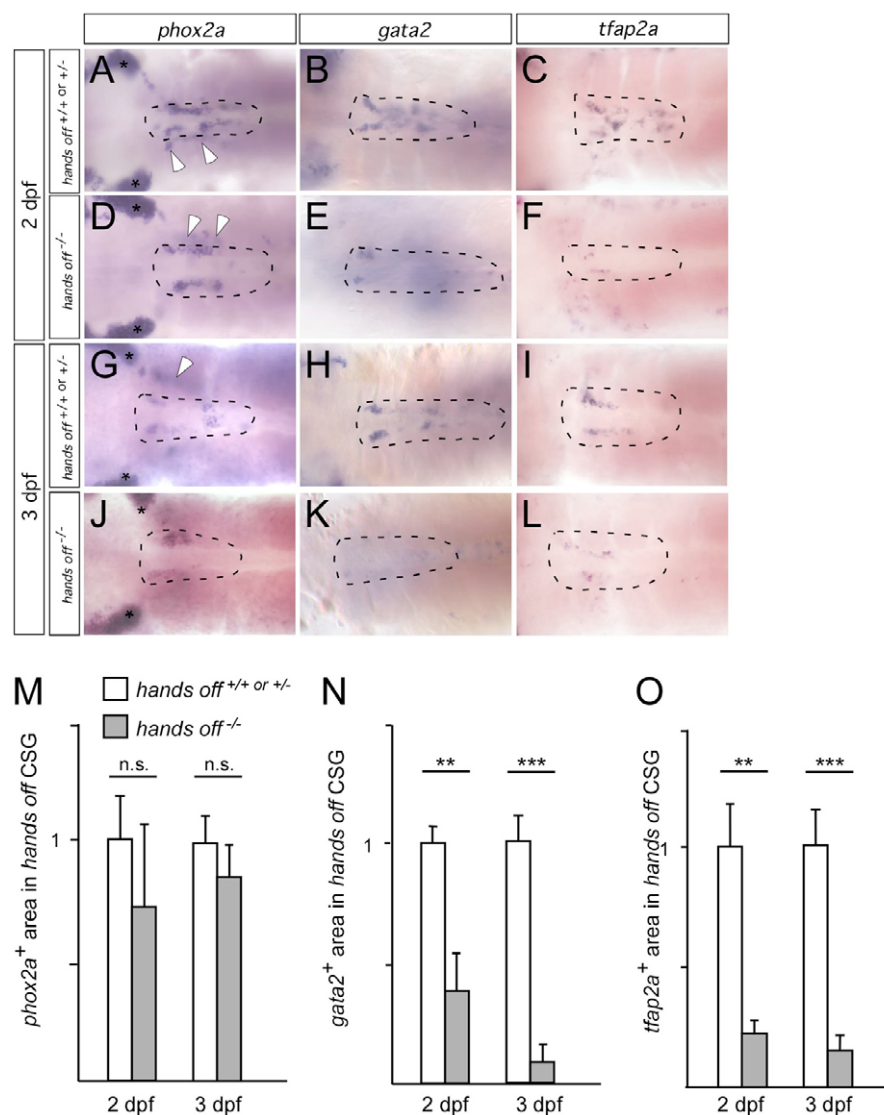 phox2a gata2 tfap2a
2 dpf
hands off +/+ or +/-
A * * B C
hands off -/-
D * * E F
3 dpf
hands off +/+ or +/-
G * * H I
hands off -/-
J * * K L
M N O
hands off +/+ or +/-
hands off -/-
phox2a+ area in hands off CSG
1
n.s. n.s.
2 dpf 3 dpf
gata2+ area in hands off CSG
1
** ***
2 dpf 3 dpf
tfap2a+ area in hands off CSG
1
** ***
2 dpf 3 dpf